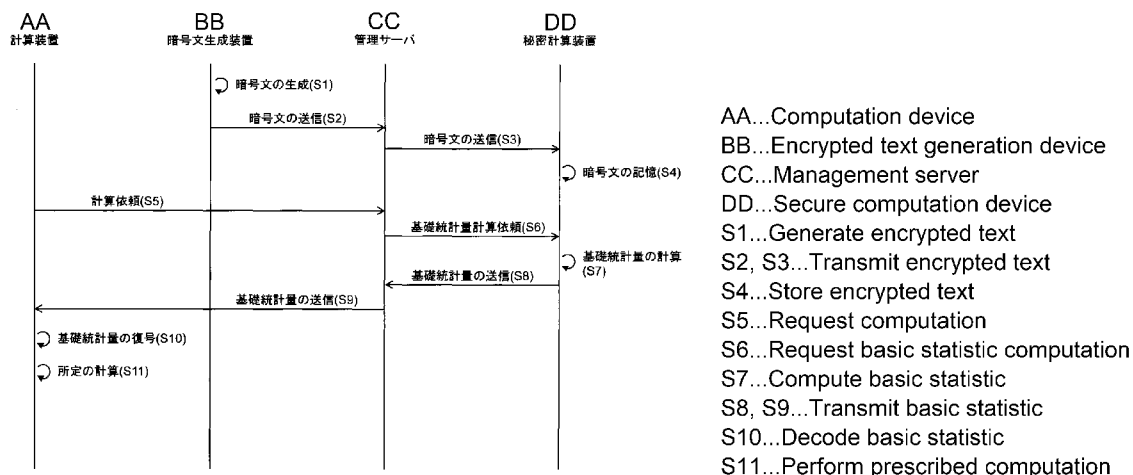 AA
計算装置
BB
暗号文生成装置
CC
管理サーバ
DD
秘密計算装置
暗号文の生成(S1)
暗号文の送信(S2)
暗号文の送信(S3)
暗号文の記憶(S4)
計算依頼(S5)
基礎統計量計算依頼(S6)
基礎統計量の計算
(S7)
基礎統計量の送信(S8)
基礎統計量の送信(S9)
基礎統計量の復号(S10)
所定の計算(S11)
AA...Computation device
BB...Encrypted text generation device
CC...Management server
DD...Secure computation device
S1...Generate encrypted text
S2, S3...Transmit encrypted text
S4...Store encrypted text
S5...Request computation
S6...Request basic statistic computation
S7...Compute basic statistic
S8, S9...Transmit basic statistic
S10...Decode basic statistic
S11...Perform prescribed computation